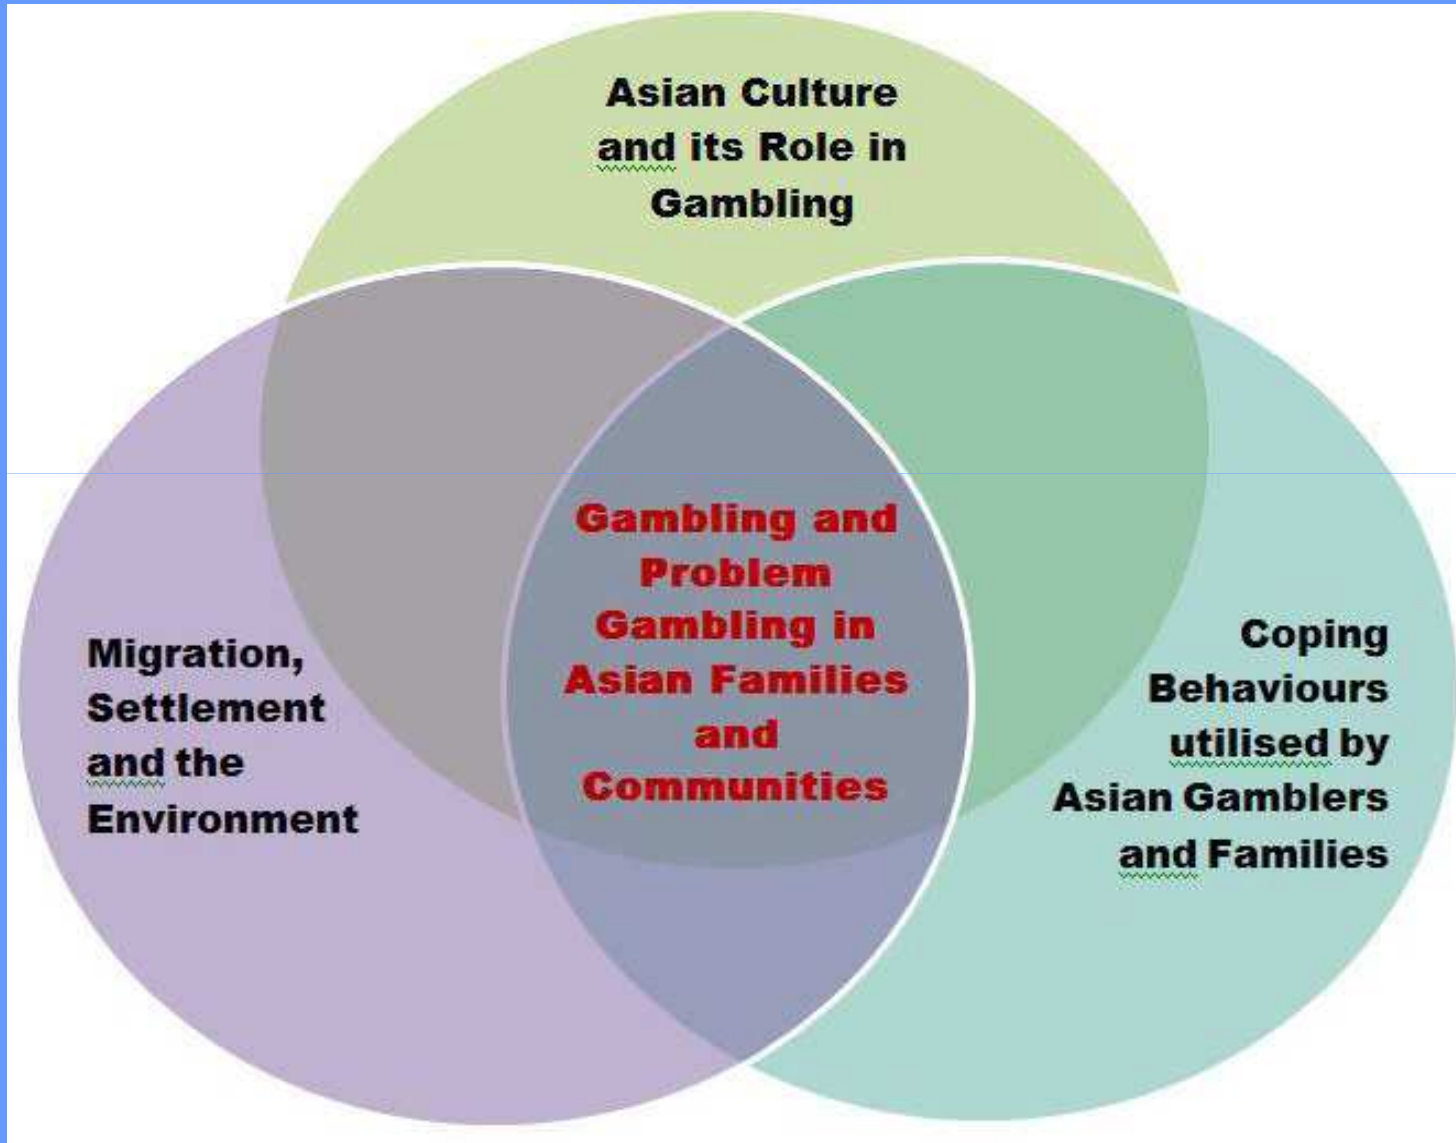 Asian Culture
and its Role in
Gambling
Gambling and
Problem
Gambling in
Asian Families
and
Communities
Migration,
Settlement
and the
Environment
Coping
Behaviours
utilised by
Asian Gamblers
and Families